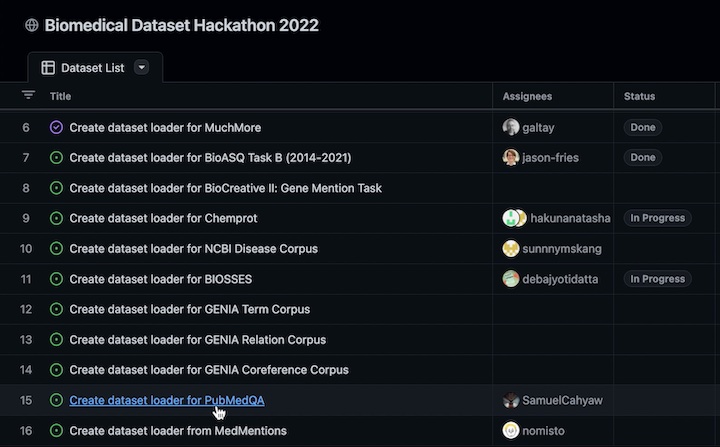 Biomedical Dataset Hackathon 2022
Dataset List
Title Assignees Status
6 Create dataset loader for MuchMore galtay Done
7 Create dataset loader for BioASQ Task B (2014-2021) jason-fries Done
8 Create dataset loader for BioCreative II: Gene Mention Task
9 Create dataset loader for Chemprot hakunanatasha In Progress
10 Create dataset loader for NCBI Disease Corpus sunnnymskang
11 Create dataset loader for BIOSSES debajyotidatta In Progress
12 Create dataset loader for GENIA Term Corpus
13 Create dataset loader for GENIA Relation Corpus
14 Create dataset loader for GENIA Coreference Corpus
15 Create dataset loader for PubMedQA SamuelCahyaw
16 Create dataset loader from MedMentions nomisto